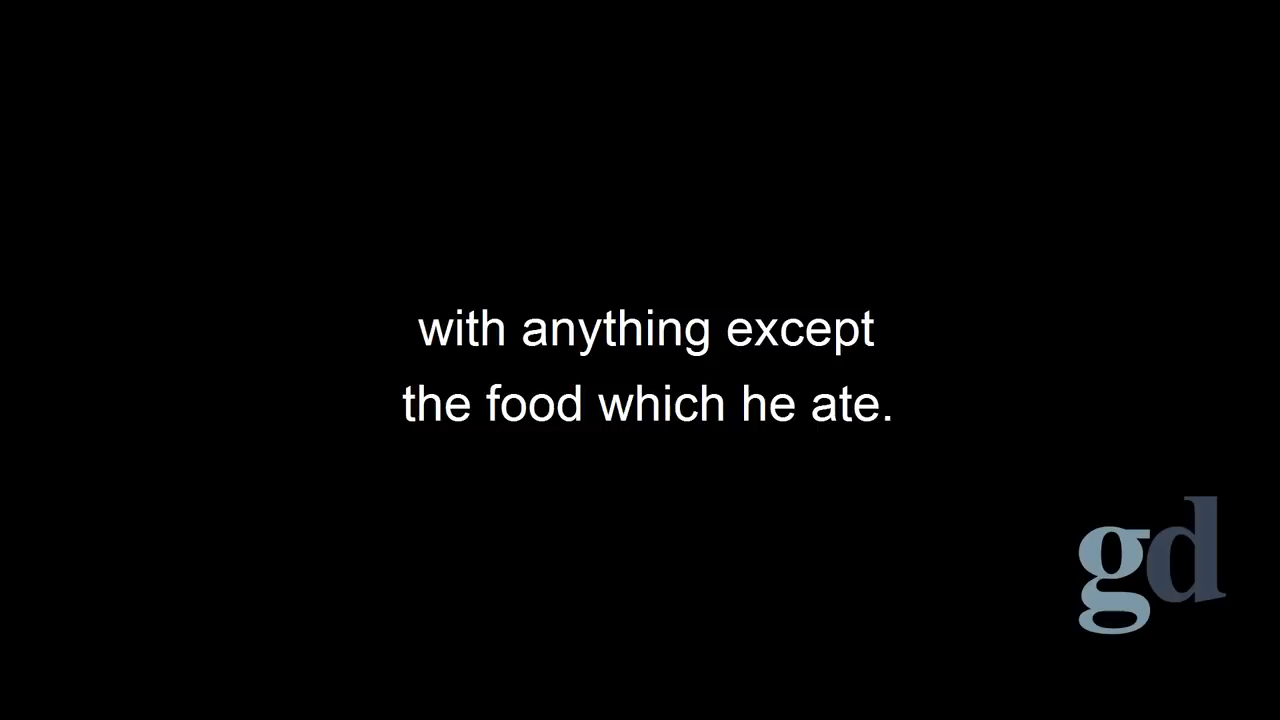 with anything except
the food which he ate.
gd